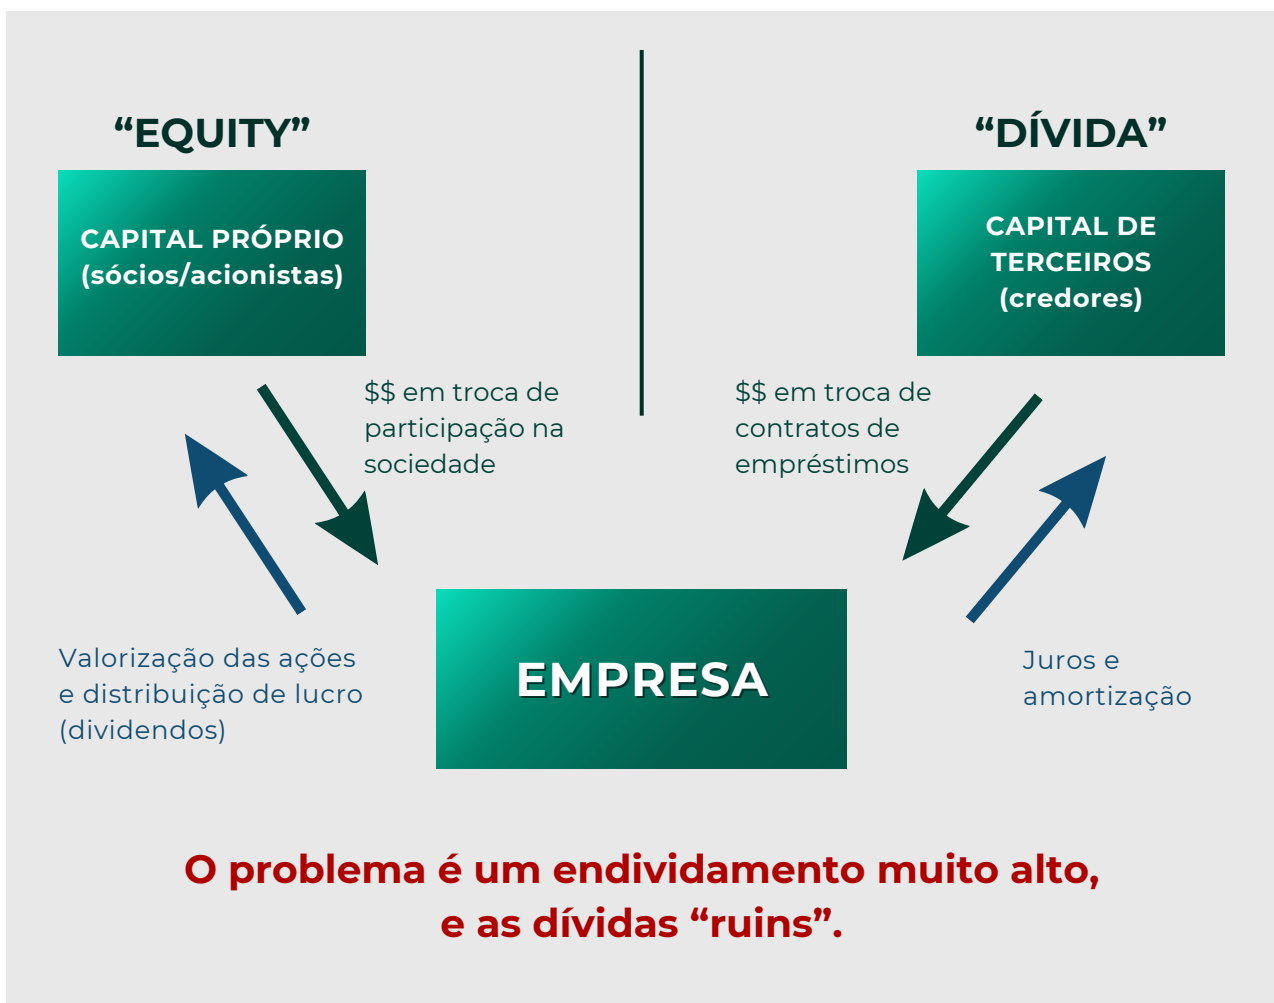 “EQUITY”
CAPITAL PRÓPRIO
(sócios/acionistas)
“DÍVIDA”
CAPITAL DE
TERCEIROS
(credores)
$$ em troca de
participação na
sociedade
$$ em troca de
contratos de
empréstimos
Valorização das ações
e distribuição de lucro
(dividendos)
EMPRESA
Juros e
amortização
O problema é um endividamento muito alto,
e as dívidas “ruins”.